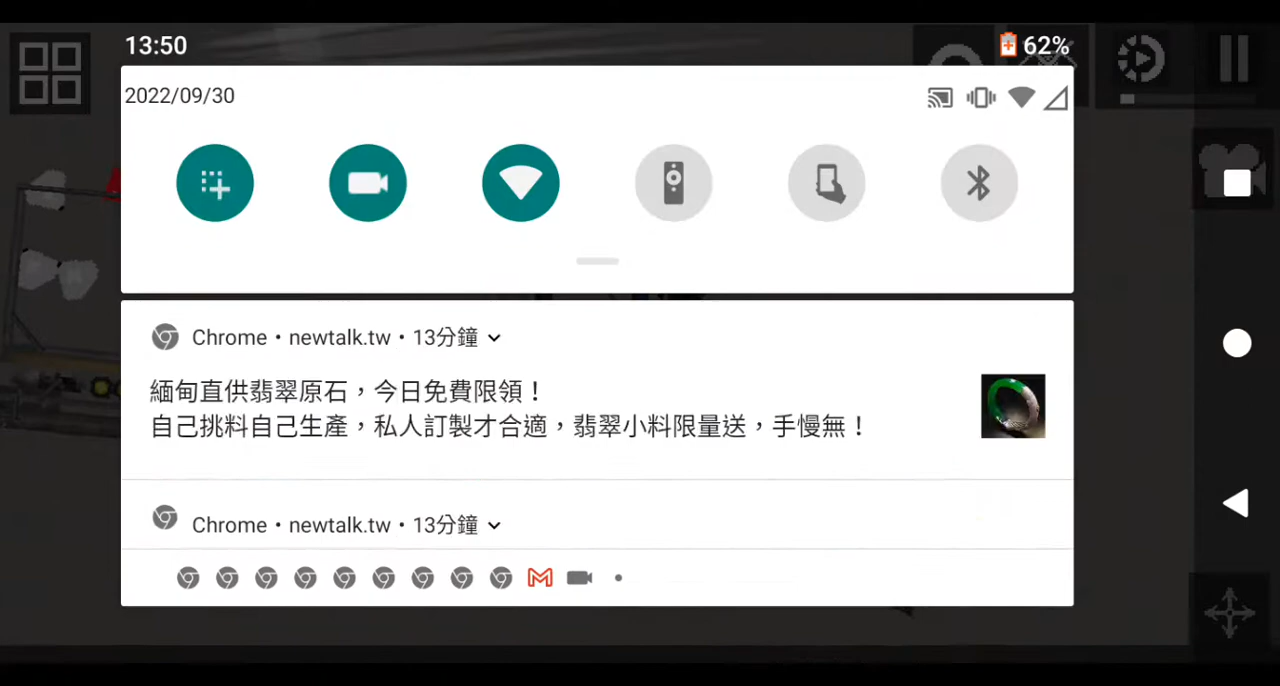 13:50
62%
2022/09/30
Chrome • newtalk.tw • 13分鐘
緬甸直供翡翠原石，今日免費限領！
自己挑料自己生產，私人訂製才合適，翡翠小料限量送，手慢無！
Chrome • newtalk.tw • 13分鐘